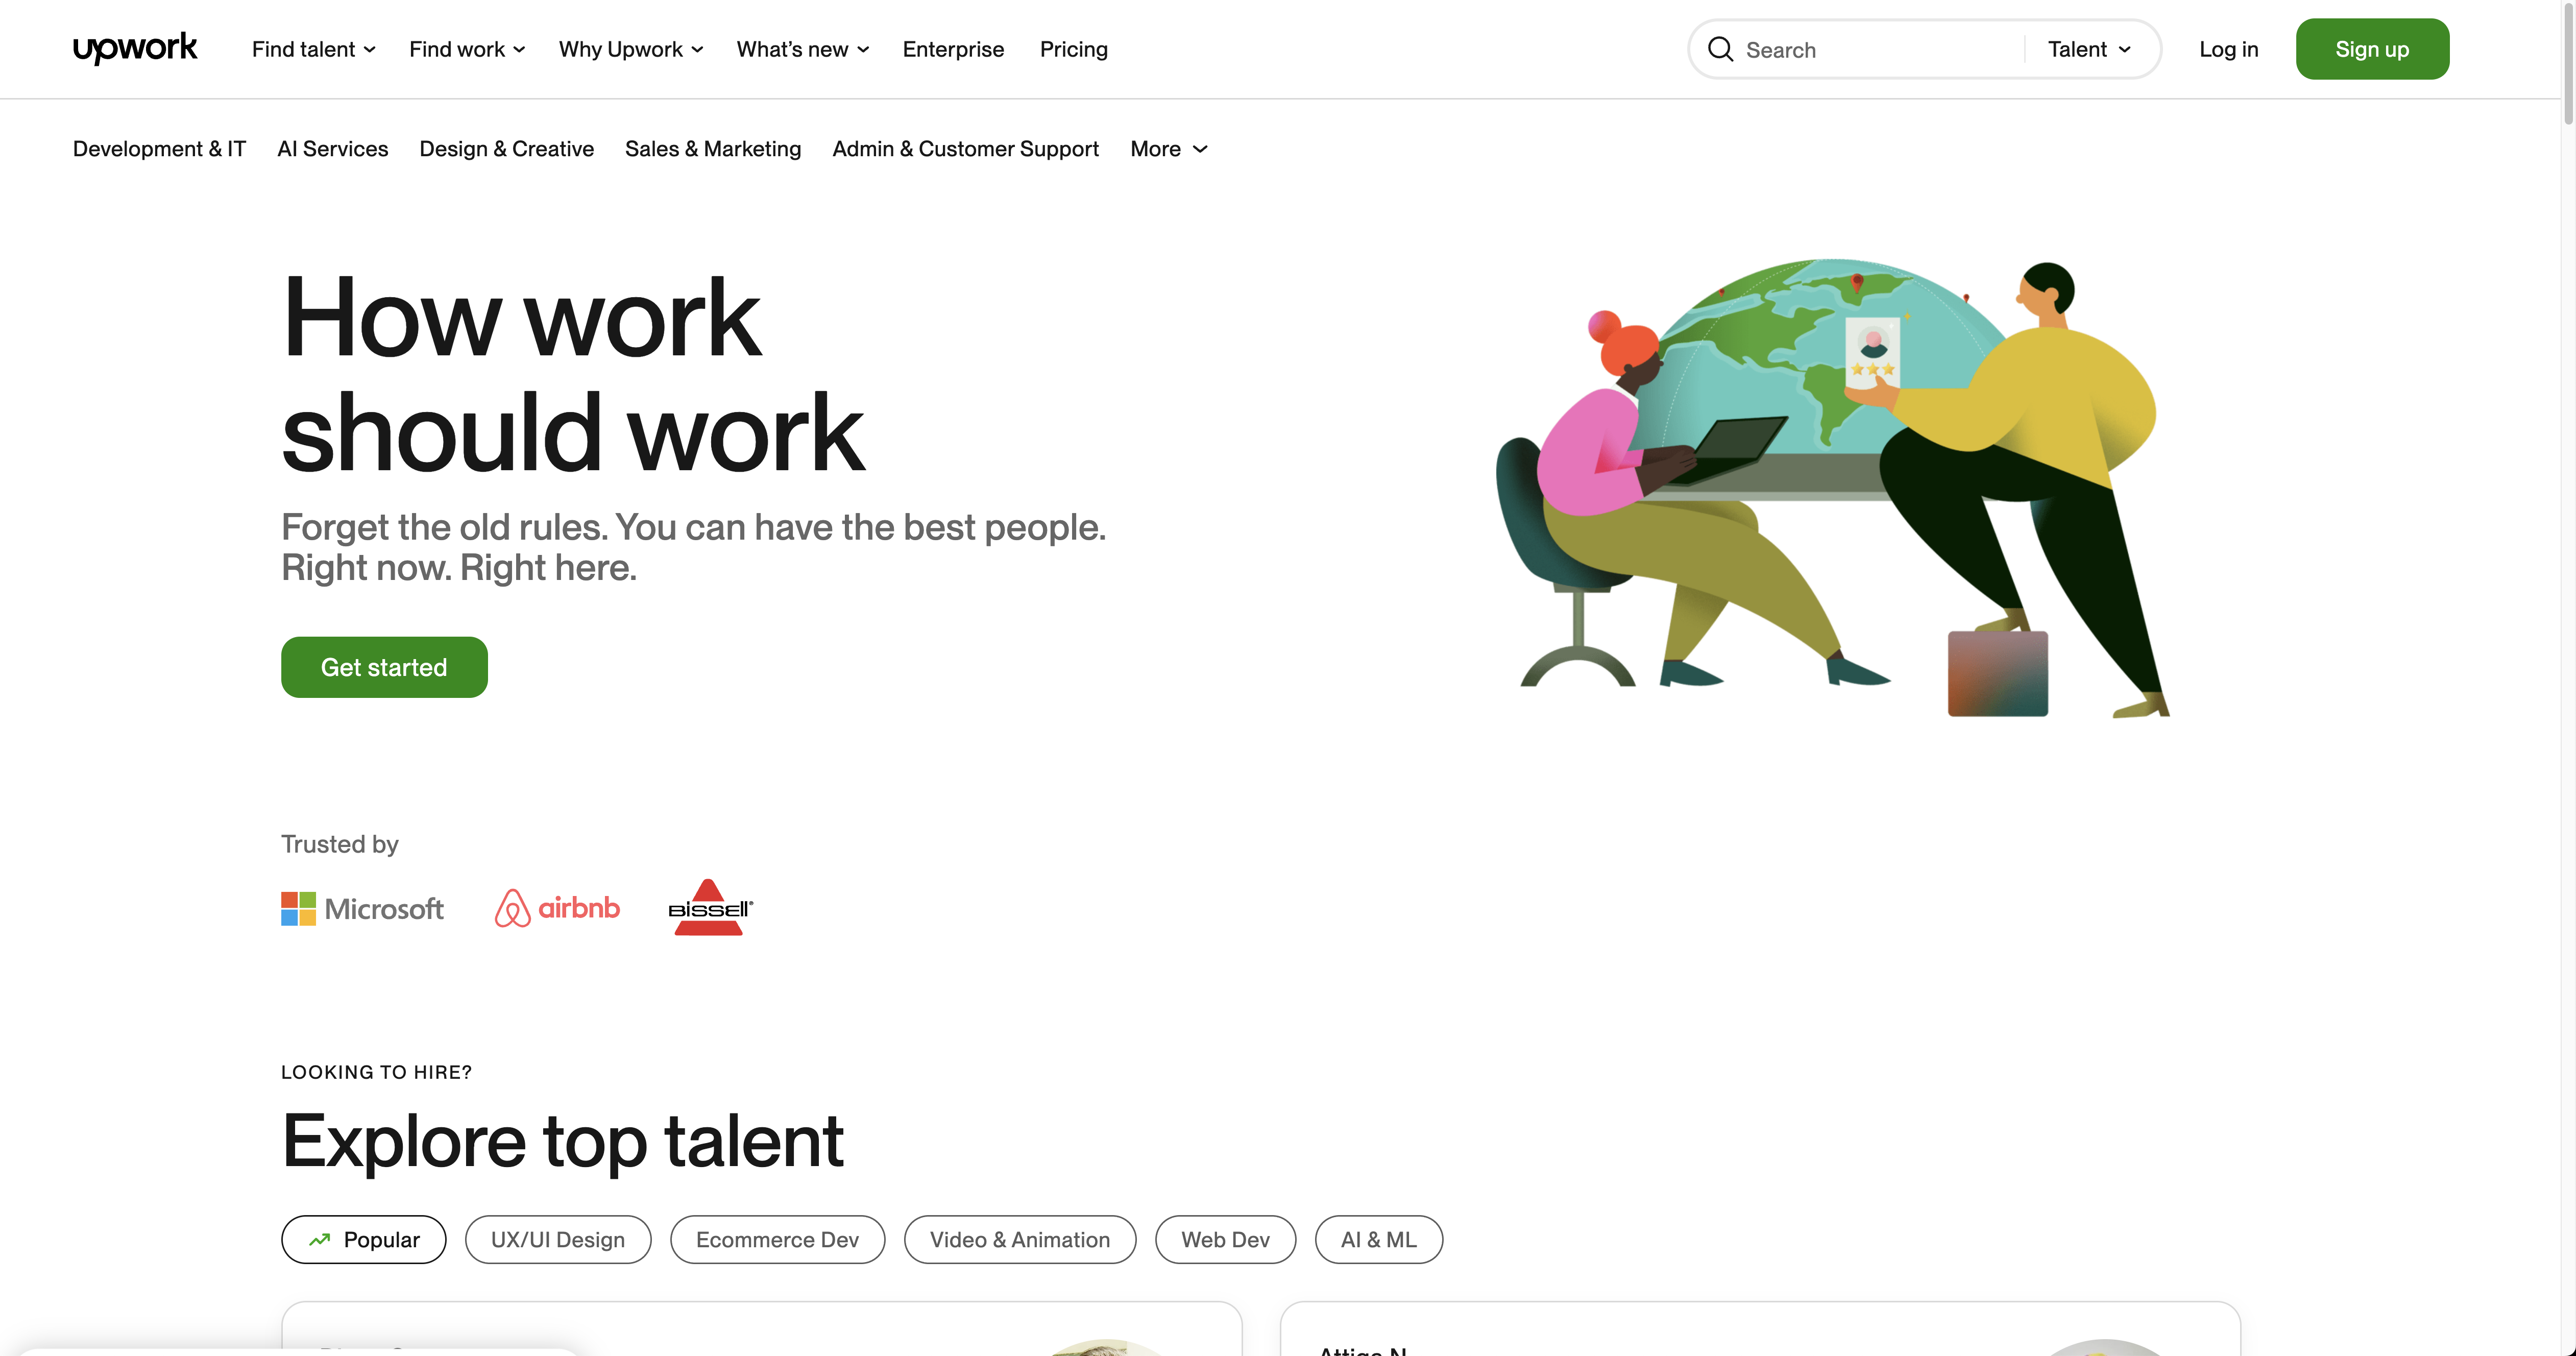 upwork
Find talent
Find work
Why Upwork
What’s new
Enterprise
Pricing
Search
Talent
Log in
Sign up
Development & IT
AI Services
Design & Creative
Sales & Marketing
Admin & Customer Support
More
How work
should work
Forget the old rules. You can have the best people.
Right now. Right here.
Get started
Trusted by
Microsoft
airbnb
BISSELL®
LOOKING TO HIRE?
Explore top talent
Popular
UX/UI Design
Ecommerce Dev
Video & Animation
Web Dev
AI & ML